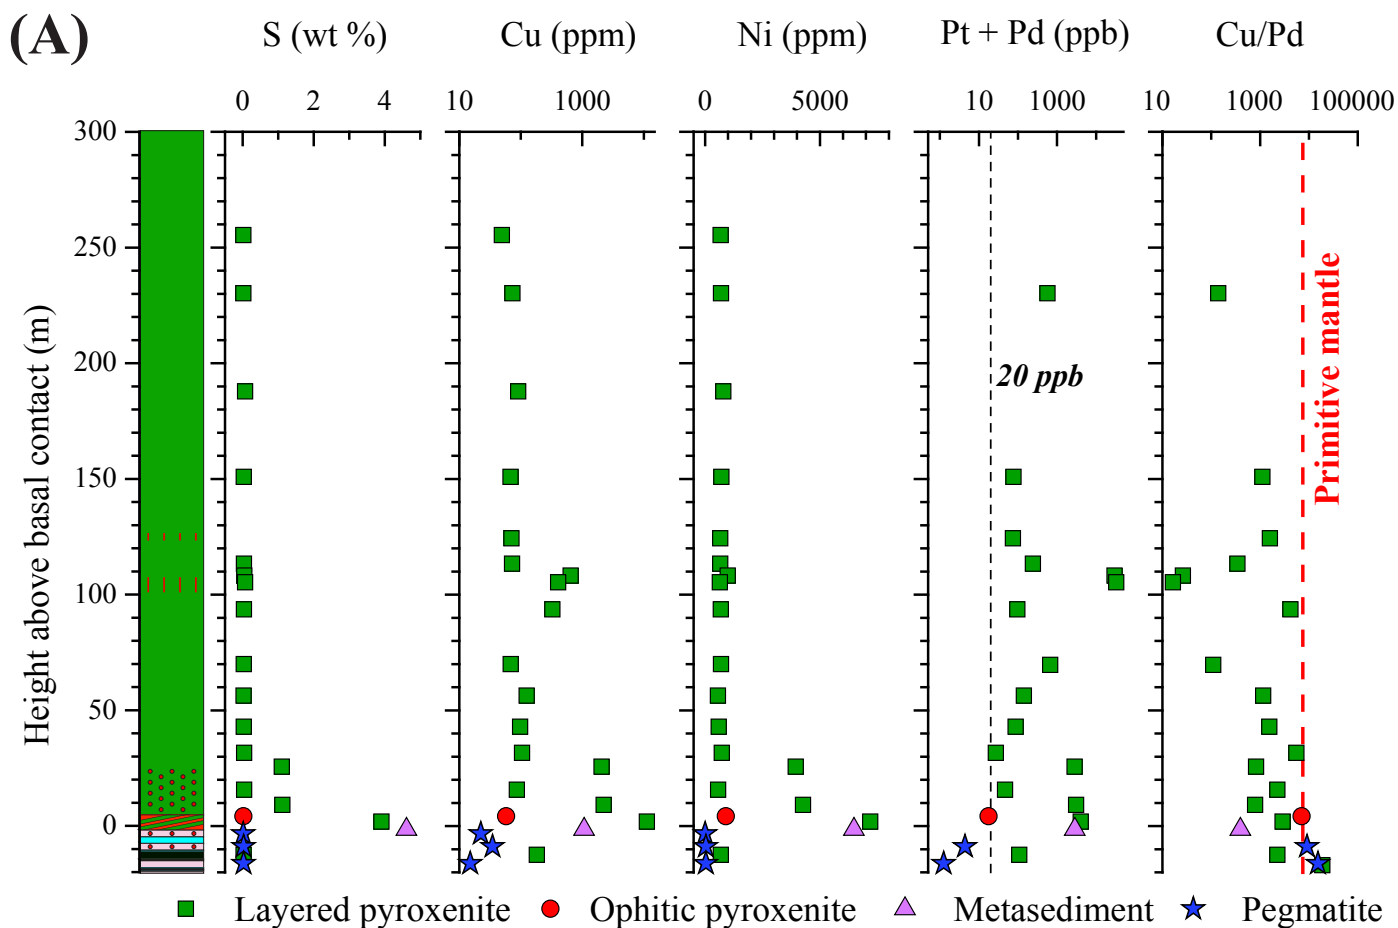 (A)
S (wt %) Cu (ppm) Ni (ppm) Pt + Pd (ppb) Cu/Pd
0 2 4 10 1000 0 5000 10 1000 10 1000 100000
300
250
200
150
100
50
0
Height above basal contact (m)
20 ppb
Primitive mantle
Layered pyroxenite Ophitic pyroxenite Metasediment Pegmatite